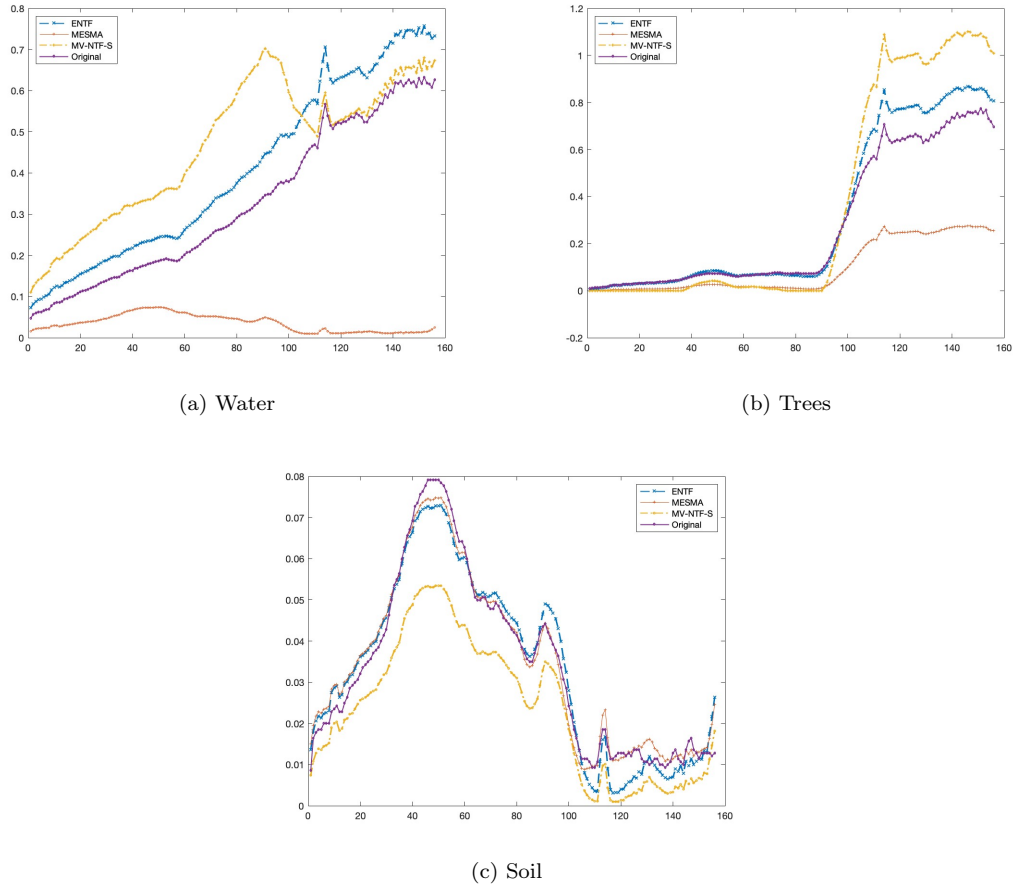 0.8
0.7
0.6
0.5
0.4
0.3
0.2
0.1
0
ENTF
MESMA
MV-NTF-S
Original
0 20 40 60 80 100 120 140 160
(a) Water
1.2
1
0.8
0.6
0.4
0.2
0
-0.2
ENTF
MESMA
MV-NTF-S
Original
0 20 40 60 80 100 120 140 160
(b) Trees
0.08
0.07
0.06
0.05
0.04
0.03
0.02
0.01
0
ENTF
MESMA
MV-NTF-S
Original
0 20 40 60 80 100 120 140 160
(c) Soil